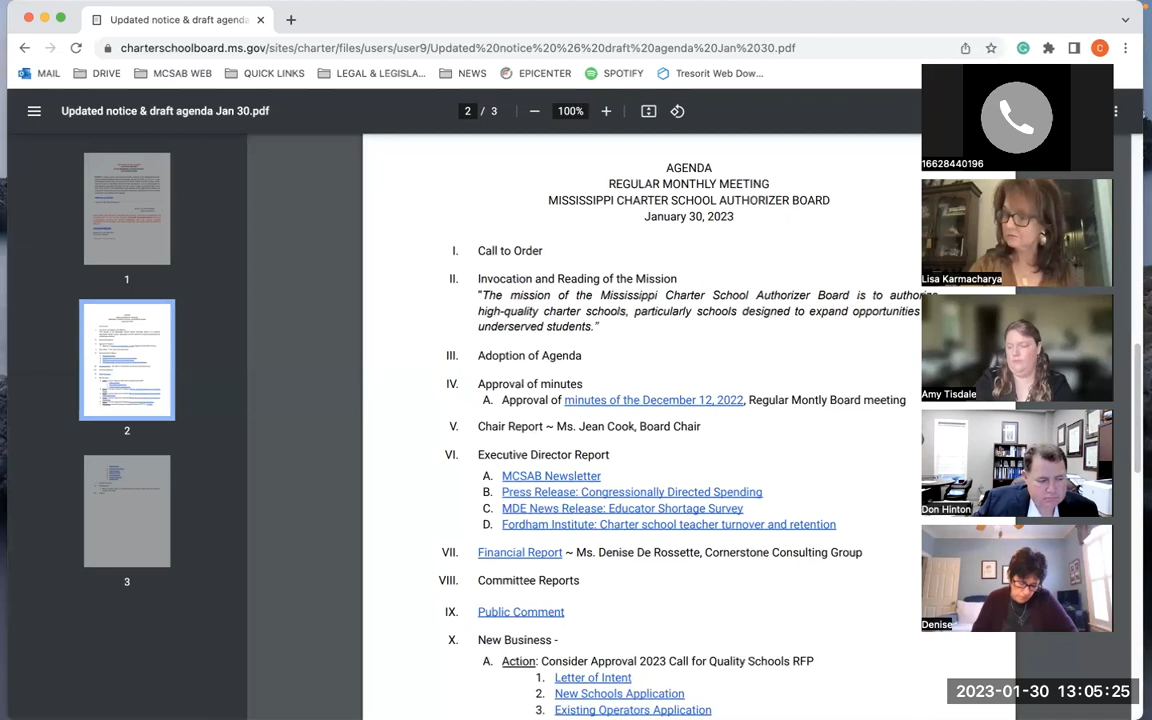 Updated notice & draft agenda
charterschoolboard.ms.gov/sites/charter/files/users/user9/Updated%20notice%20%26%20draft%20agenda%20Jan%2030.pdf
C
MAIL DRIVE MCSAB WEB QUICK LINKS LEGAL & LEGISLA... NEWS EPICENTER SPOTIFY Tresorit Web Dow...
Updated notice & draft agenda Jan 30.pdf
2 / 3
100%
1
2
3
AGENDA
REGULAR MONTHLY MEETING
MISSISSIPPI CHARTER SCHOOL AUTHORIZER BOARD
January 30, 2023
I. Call to Order
II. Invocation and Reading of the Mission
"The mission of the Mississippi Charter School Authorizer Board is to authorize
high-quality charter schools, particularly schools designed to expand opportunities
underserved students."
III. Adoption of Agenda
IV. Approval of minutes
A. Approval of minutes of the December 12, 2022, Regular Montly Board meeting
V. Chair Report ~ Ms. Jean Cook, Board Chair
VI. Executive Director Report
A. MCSAB Newsletter
B. Press Release: Congressionally Directed Spending
C. MDE News Release: Educator Shortage Survey
D. Fordham Institute: Charter school teacher turnover and retention
VII. Financial Report ~ Ms. Denise De Rossette, Cornerstone Consulting Group
VIII. Committee Reports
IX. Public Comment
X. New Business -
A. Action: Consider Approval 2023 Call for Quality Schools RFP
1. Letter of Intent
2. New Schools Application
3. Existing Operators Application
16628440196
Lisa Karmacharya
Amy Tisdale
Don Hinton
Denise
2023-01-30 13:05:25